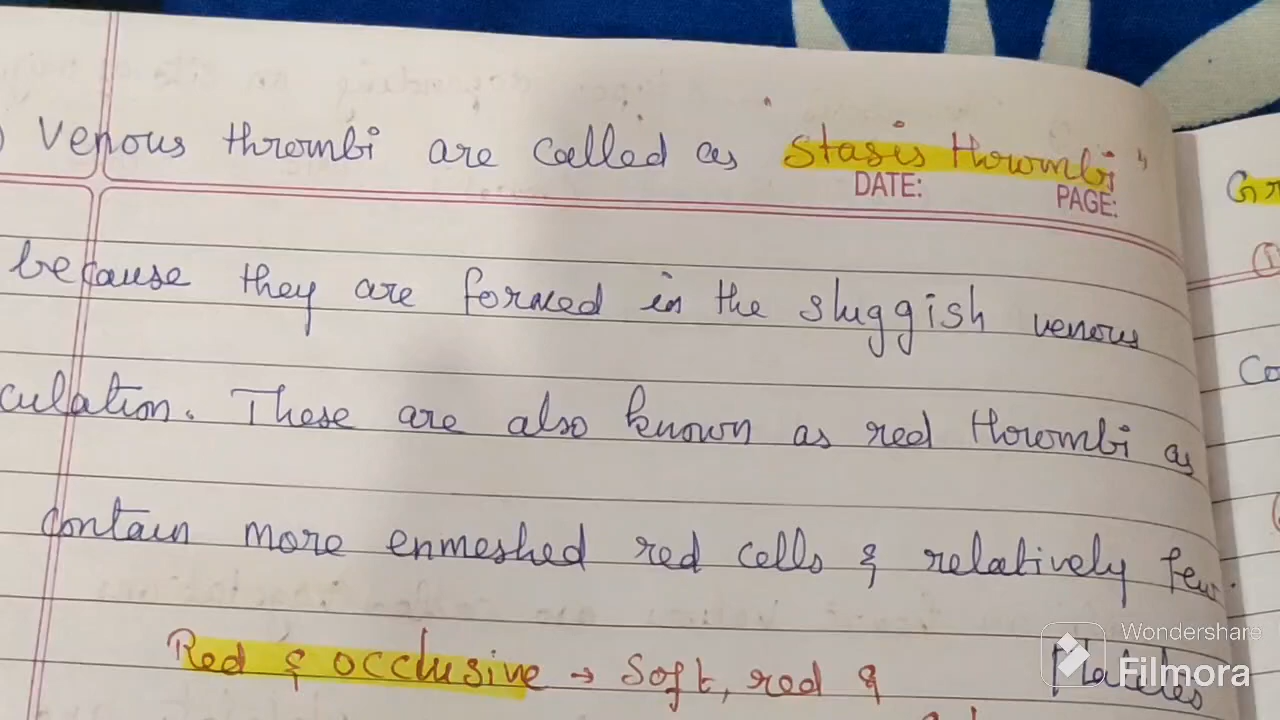 Venous thrombi are called as stasis thrombi"
DATE:
PAGE:
because they are formed in the sluggish venous
culation. These are also known as red thrombi as
contain more enmeshed red cells & relatively few
Platelets
Red & occlusive → Soft, red &
Wondershare
Filmora